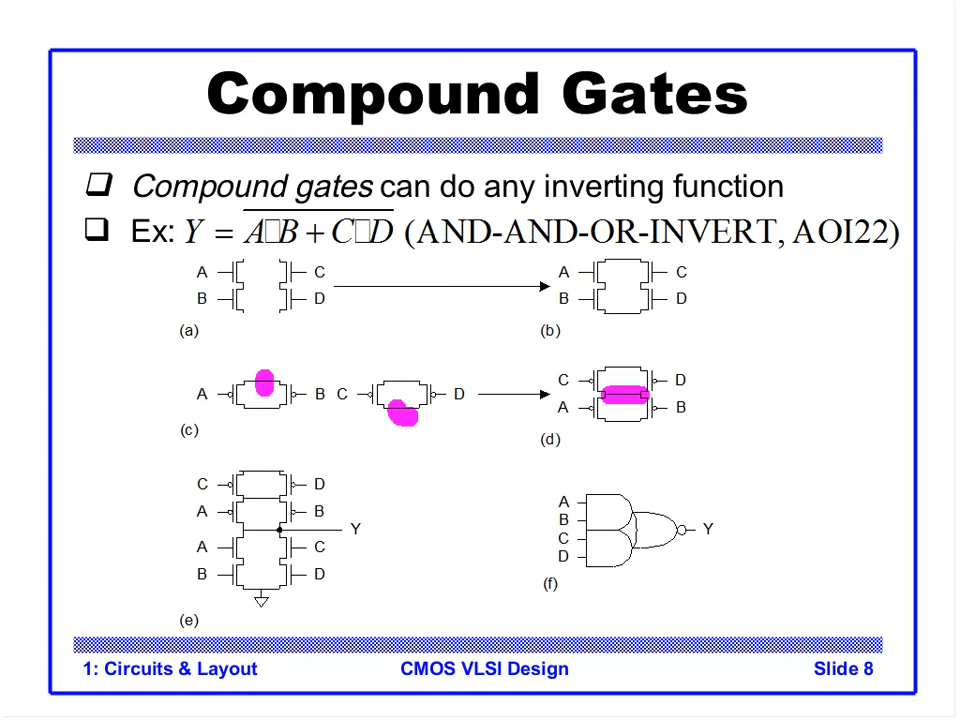 Compound Gates
❑ Compound gates can do any inverting function
❑ Ex: Y = A▯B + C▯D (AND-AND-OR-INVERT, AOI22)
A C A C
B D B D
(a) (b)
C D
A B C D
A B
(c) (d)
C D
A B
Y
A C
B D
(e)
A
B
C
D
Y
(f)
1: Circuits & Layout CMOS VLSI Design Slide 8